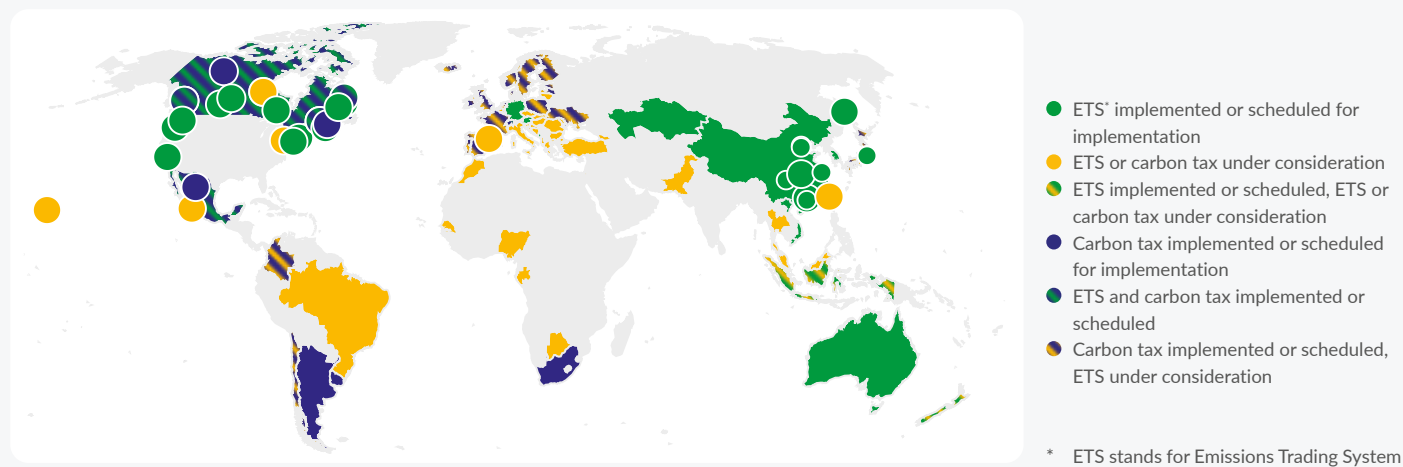 ETS* implemented or scheduled for
implementation
ETS or carbon tax under consideration
ETS implemented or scheduled, ETS or
carbon tax under consideration
Carbon tax implemented or scheduled
for implementation
ETS and carbon tax implemented or
scheduled
Carbon tax implemented or scheduled,
ETS under consideration
* ETS stands for Emissions Trading System